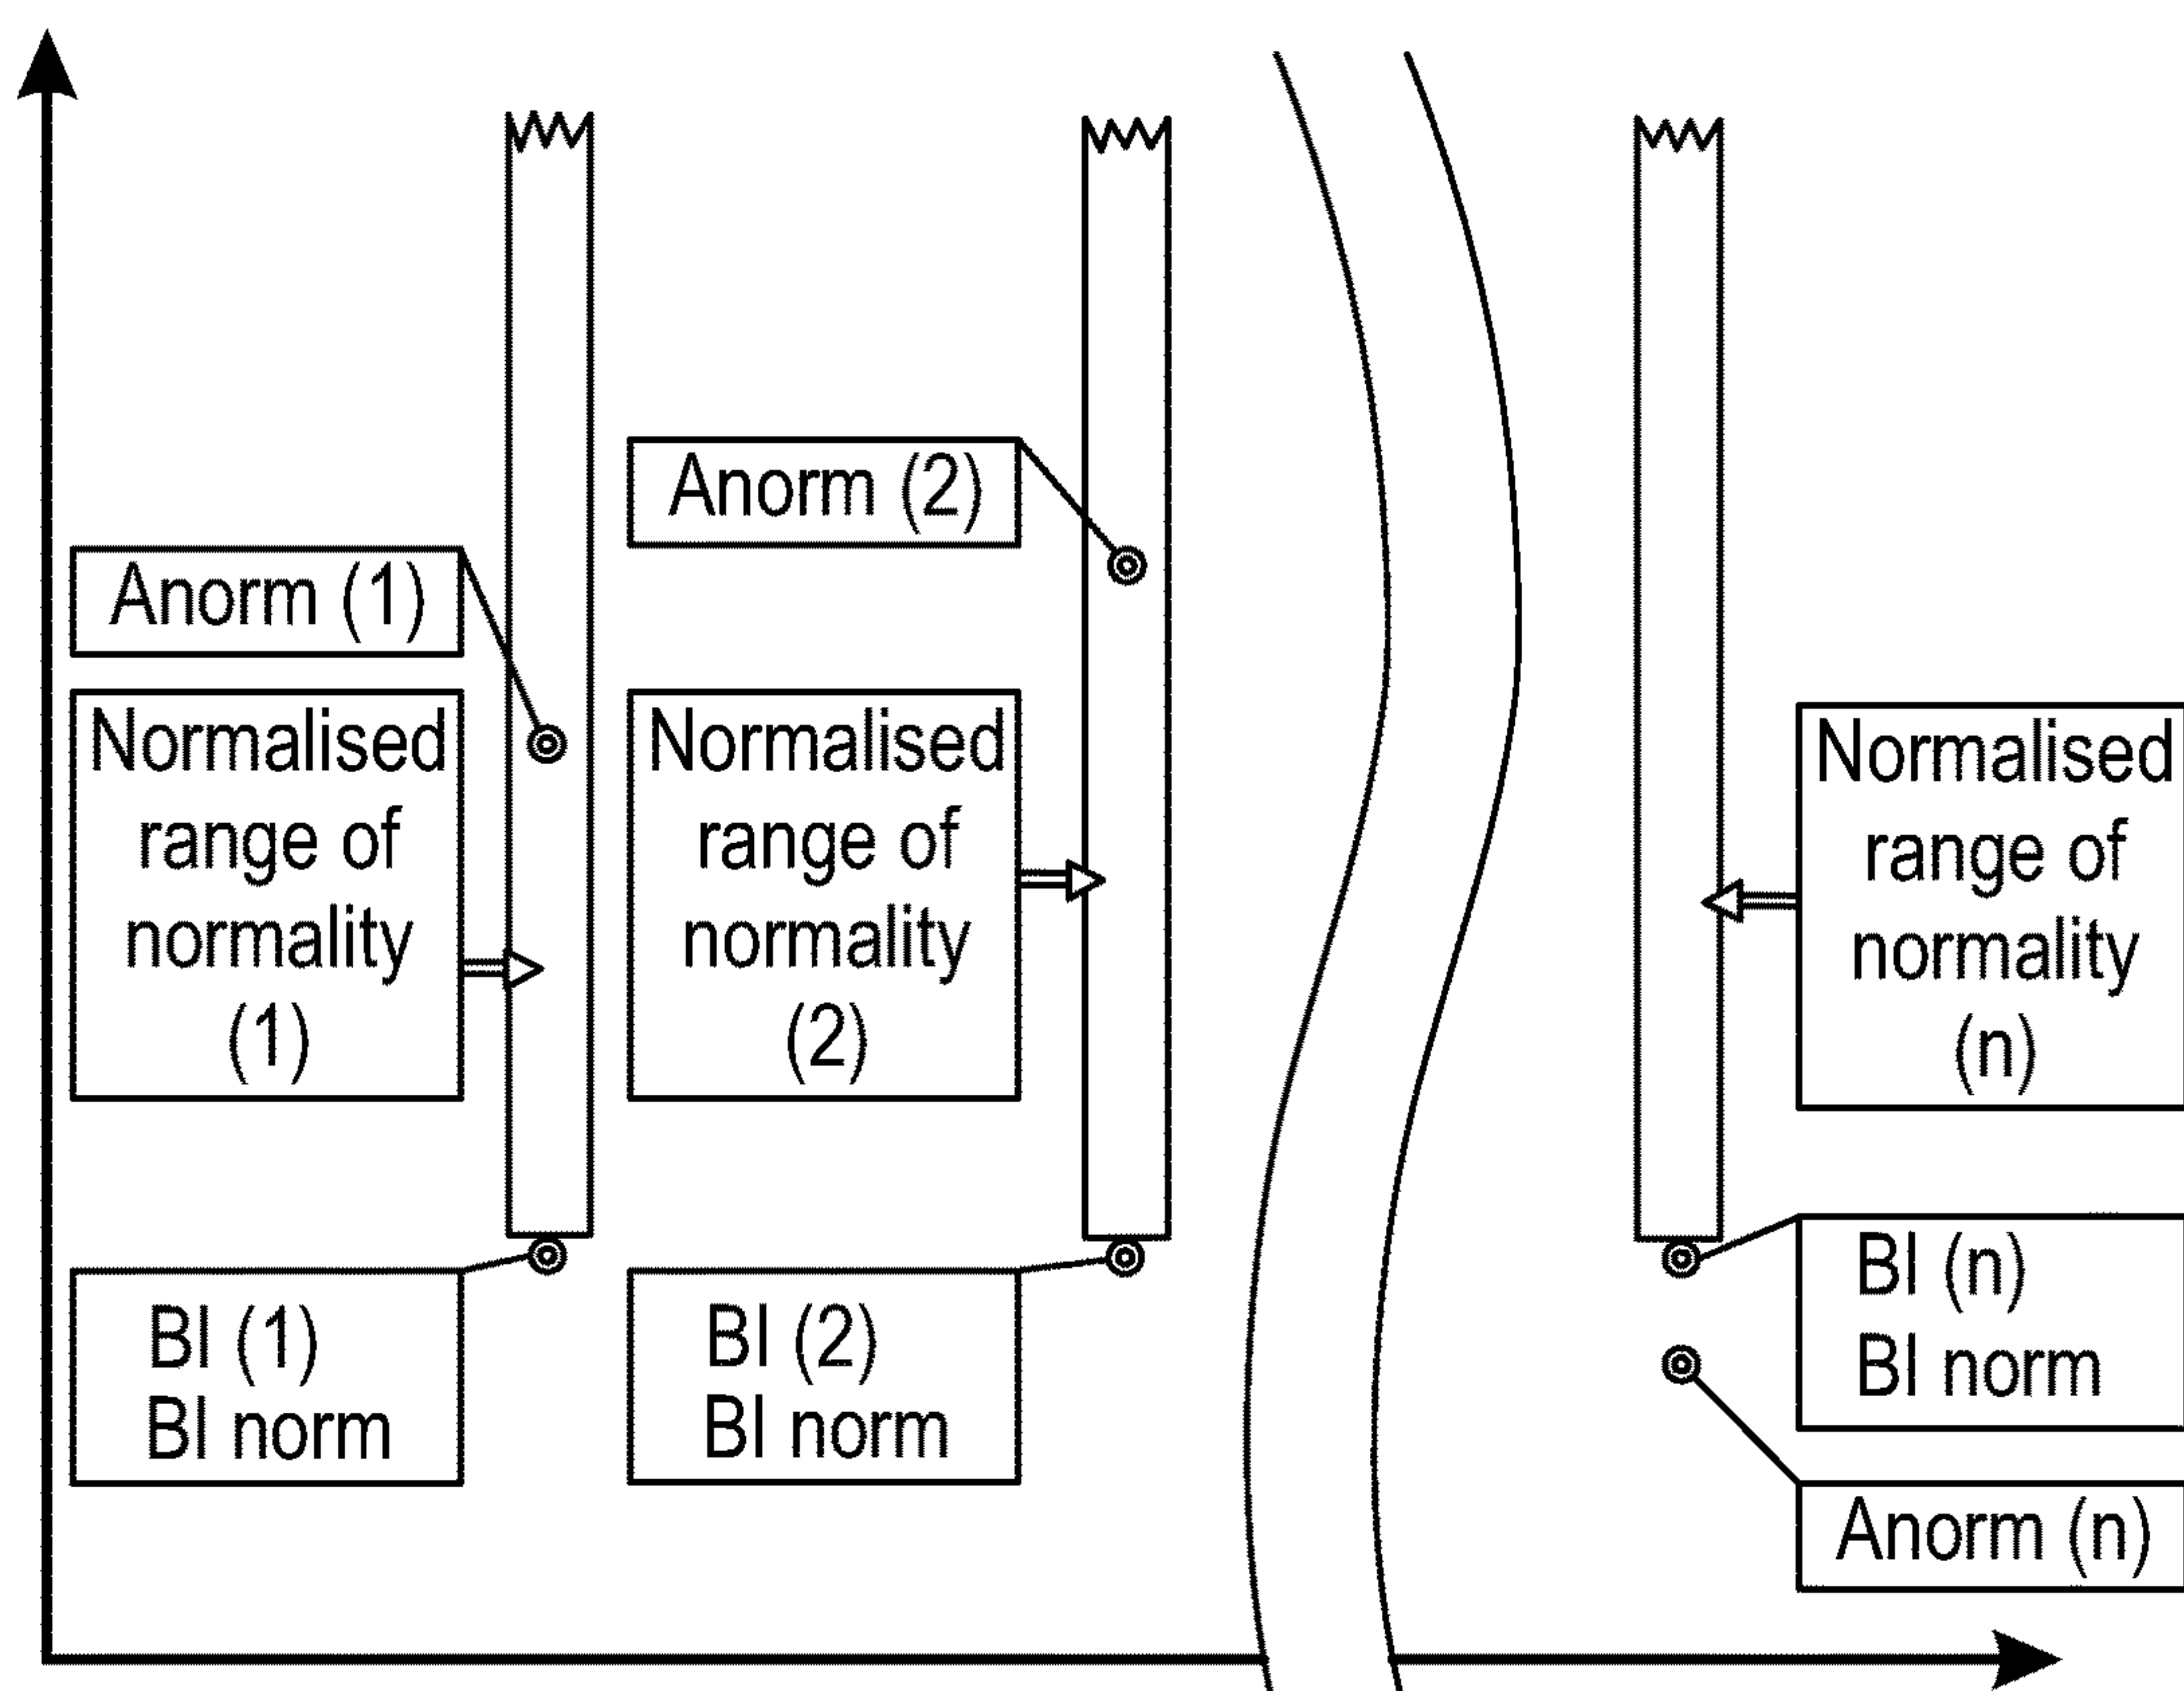 Anorm (1)
Normalised
range of
normality
(1)
BI (1)
BI norm
Anorm (2)
Normalised
range of
normality
(2)
BI (2)
BI norm
Normalised
range of
normality
(n)
BI (n)
BI norm
Anorm (n)